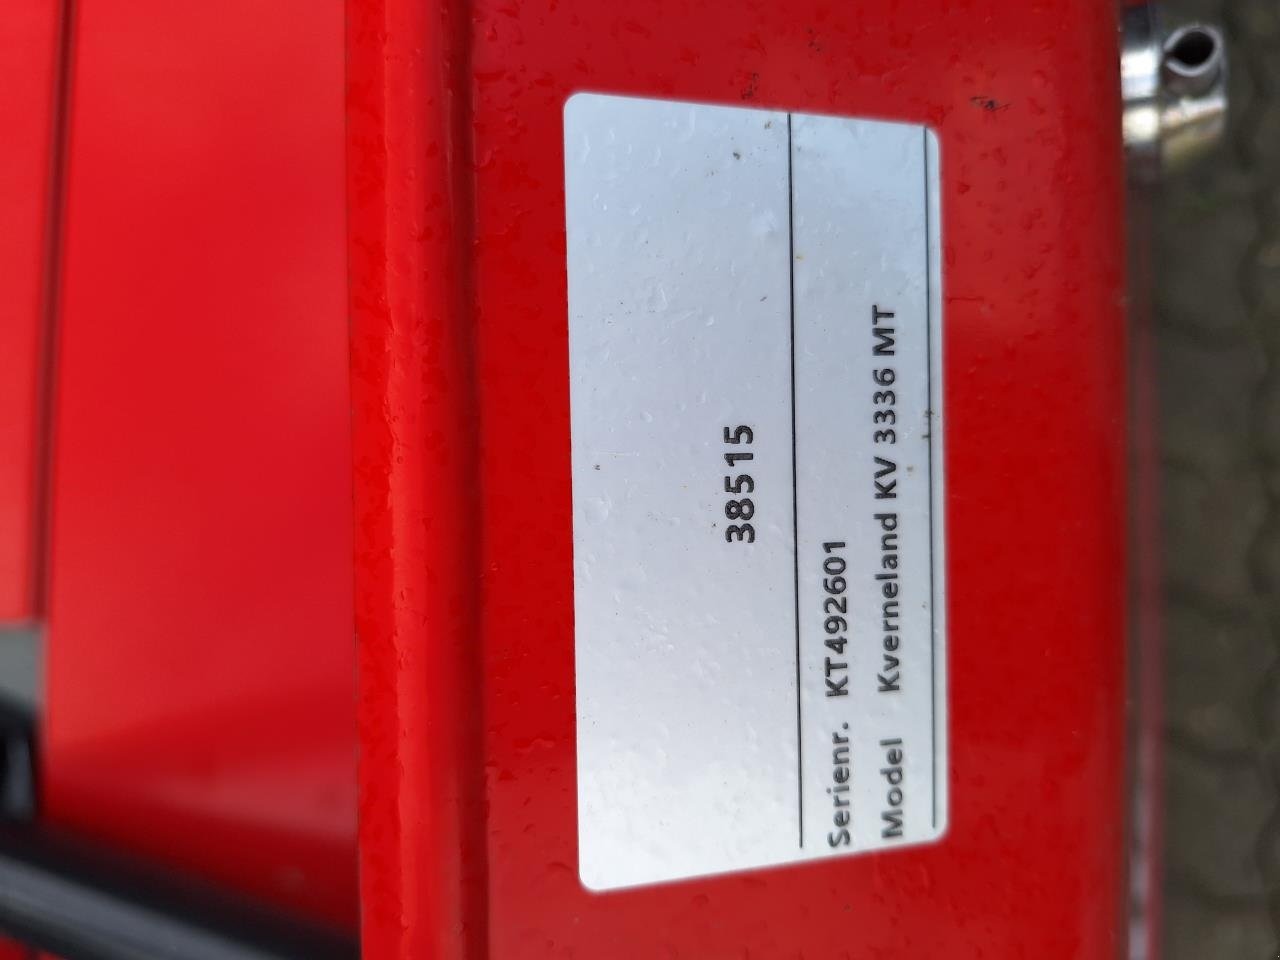 38515
Serienr. KT492601
Model Kverneland KV 3336 MT